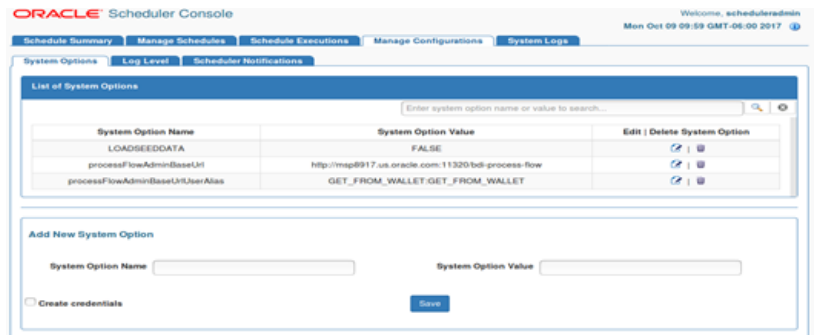 ORACLE Scheduler Console
Welcome, scheduleradmin
Mon Oct 09 09:59 GMT-06:00 2017
Schedule Summary Manage Schedules Schedule Executions Manage Configurations System Logs
System Options Log Level Scheduler Notifications
List of System Options
Enter system option name or value to search...
System Option Name System Option Value Edit | Delete System Option
LOADSEEDDATA FALSE |
processFlowAdminBaseUrl http://msp8917.us.oracle.com:11320/bdi-process-flow |
processFlowAdminBaseUrlUserAlias GET_FROM_WALLET:GET_FROM_WALLET |
Add New System Option
System Option Name System Option Value
Create credentials Save